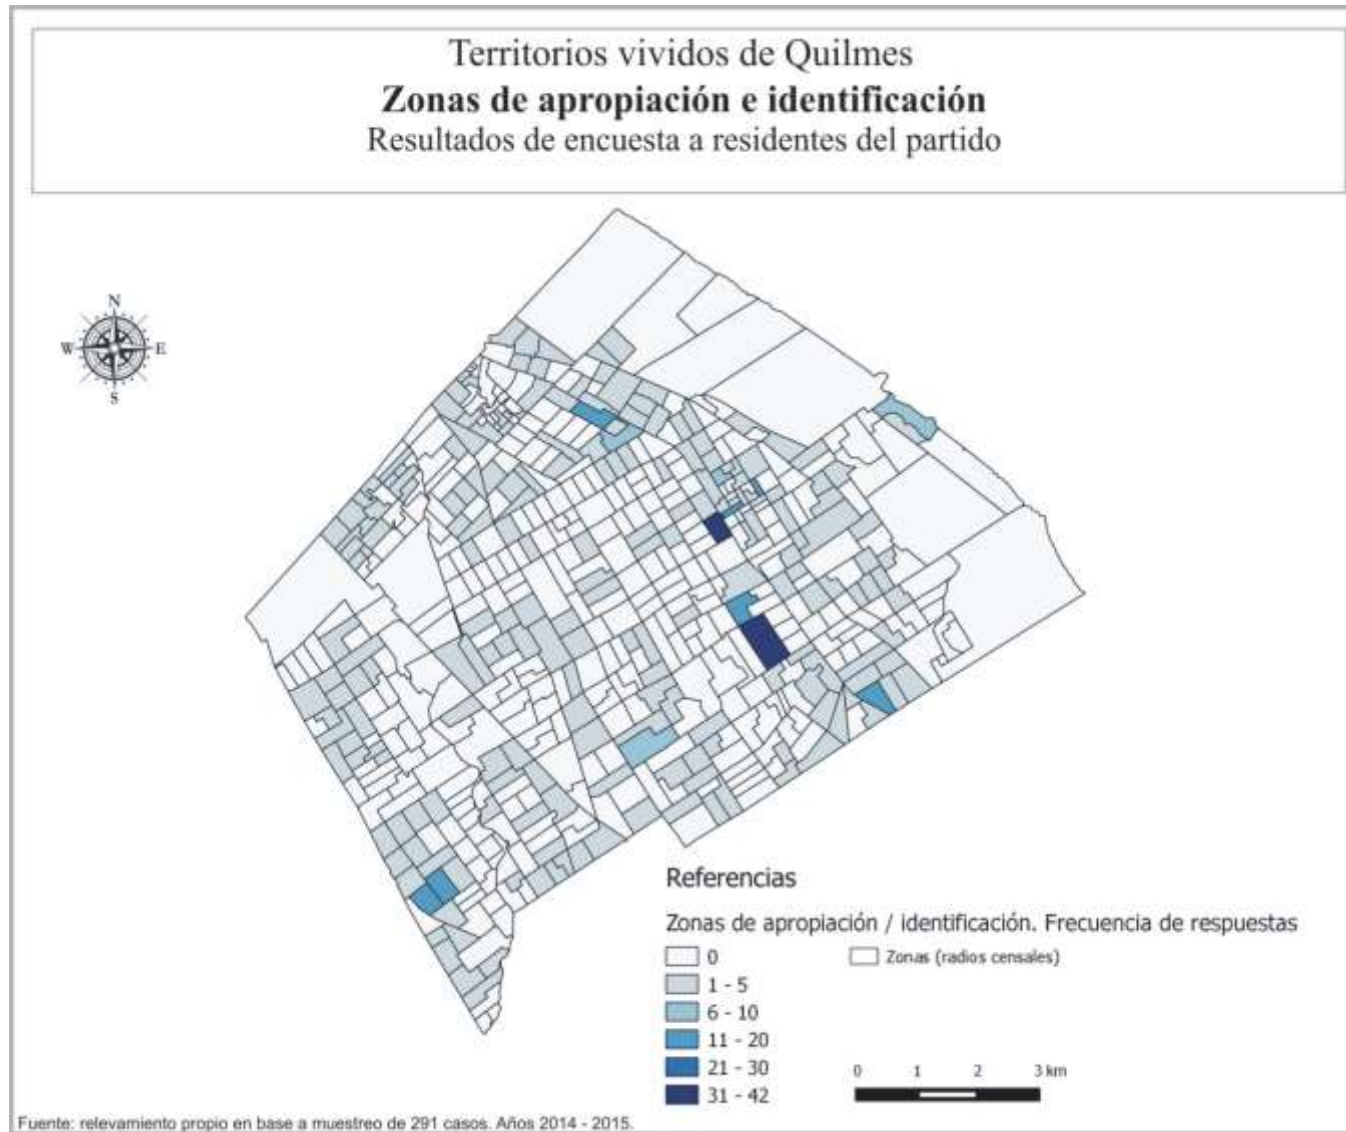 Territorios vividos de Quilmes
Zonas de apropiación e identificación
Resultados de encuesta a residentes del partido
N
W E
S
Referencias
Zonas de apropiación / identificación. Frecuencia de respuestas
0 Zonas (radios censales)
1 - 5
6 - 10
11 - 20
21 - 30
31 - 42
0 1 2 3 km
Fuente: relevamiento propio en base a muestreo de 291 casos. Años 2014 - 2015.